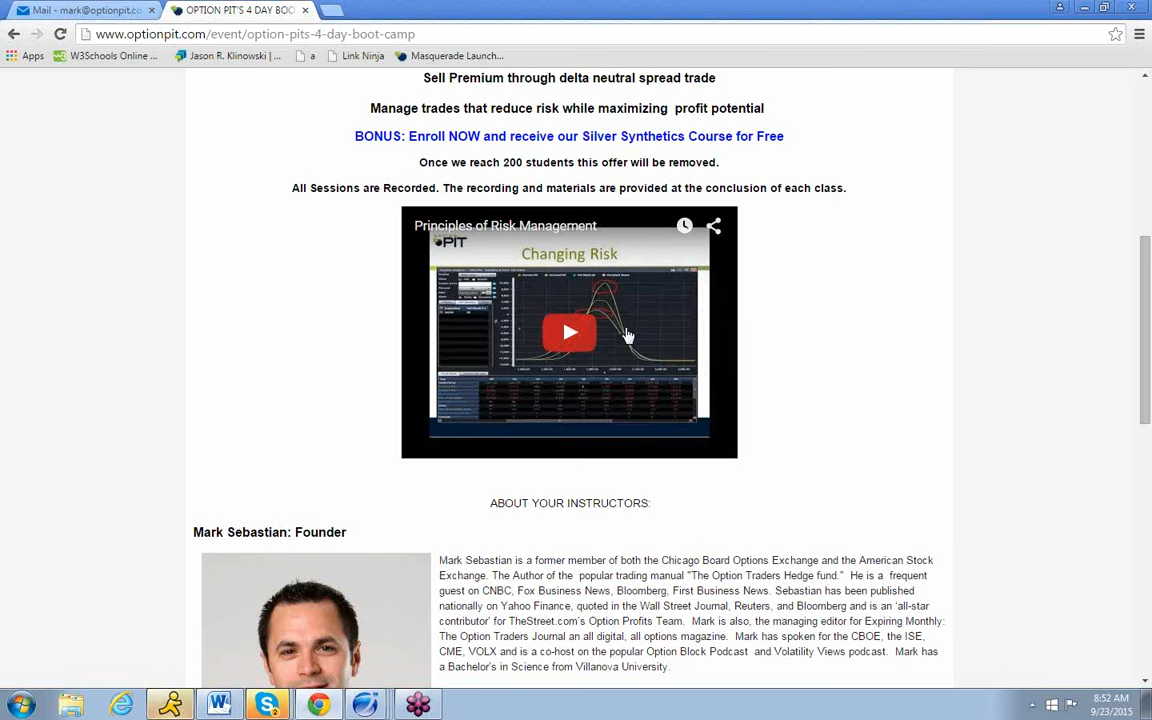 Mail - mark@optionpit.co
OPTION PIT'S 4 DAY BOO
www.optionpit.com/event/option-pits-4-day-boot-camp
Apps
W3Schools Online ...
Jason R. Klinowski | ...
a
Link Ninja
Masquerade Launch...
Sell Premium through delta neutral spread trade
Manage trades that reduce risk while maximizing profit potential
BONUS: Enroll NOW and receive our Silver Synthetics Course for Free
Once we reach 200 students this offer will be removed.
All Sessions are Recorded. The recording and materials are provided at the conclusion of each class.
Principles of Risk Management
PIT
Changing Risk
ABOUT YOUR INSTRUCTORS:
Mark Sebastian: Founder
Mark Sebastian is a former member of both the Chicago Board Options Exchange and the American Stock
Exchange. The Author of the popular trading manual "The Option Traders Hedge fund." He is a frequent
guest on CNBC, Fox Business News, Bloomberg, First Business News. Sebastian has been published
nationally on Yahoo Finance, quoted in the Wall Street Journal, Reuters, and Bloomberg and is an 'all-star
contributor' for TheStreet.com's Option Profits Team. Mark is also, the managing editor for Expiring Monthly:
The Option Traders Journal an all digital, all options magazine. Mark has spoken for the CBOE, the ISE,
CME, VOLX and is a co-host on the popular Option Block Podcast and Volatility Views podcast. Mark has
a Bachelor's in Science from Villanova University.
8:52 AM
9/23/2015